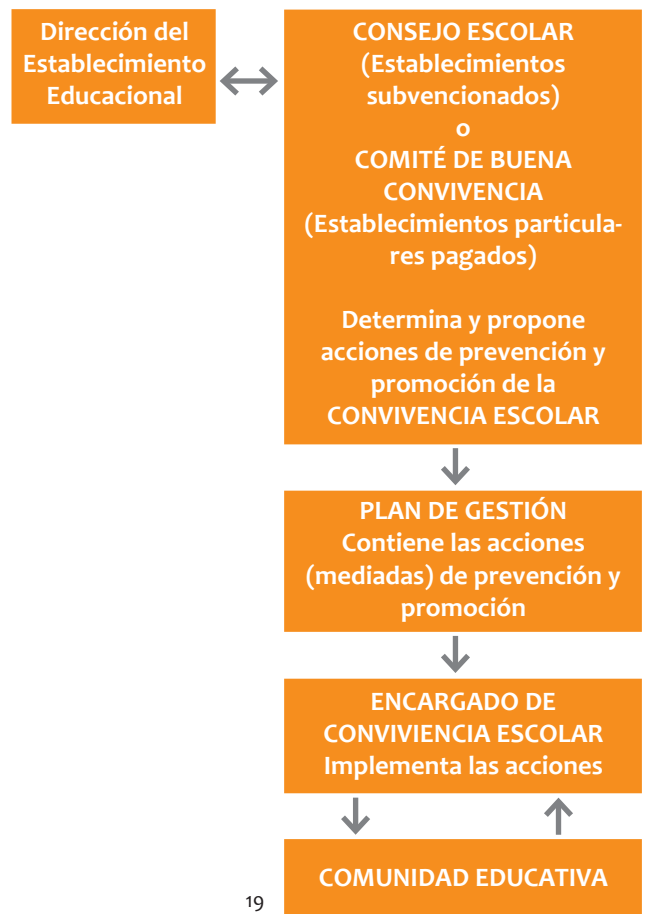 Dirección del
Establecimiento
Educacional
CONSEJO ESCOLAR
(Establecimientos
subvencionados)
o
COMITÉ DE BUENA
CONVIVENCIA
(Establecimientos particula-
res pagados)
Determina y propone
acciones de prevención y
promoción de la
CONVIVENCIA ESCOLAR
PLAN DE GESTIÓN
Contiene las acciones
(mediadas) de prevención y
promoción
ENCARGADO DE
CONVIVIENCIA ESCOLAR
Implementa las acciones
COMUNIDAD EDUCATIVA
19